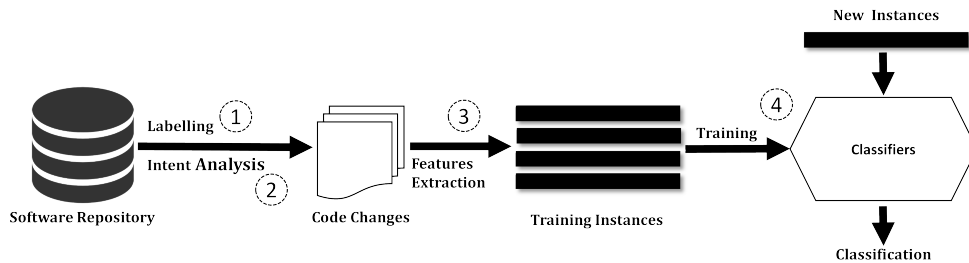 New Instances
1
Labelling
Intent Analysis
2
Software Repository
Code Changes
3
Features
Extraction
Training Instances
4
Training
Classifiers
Classification